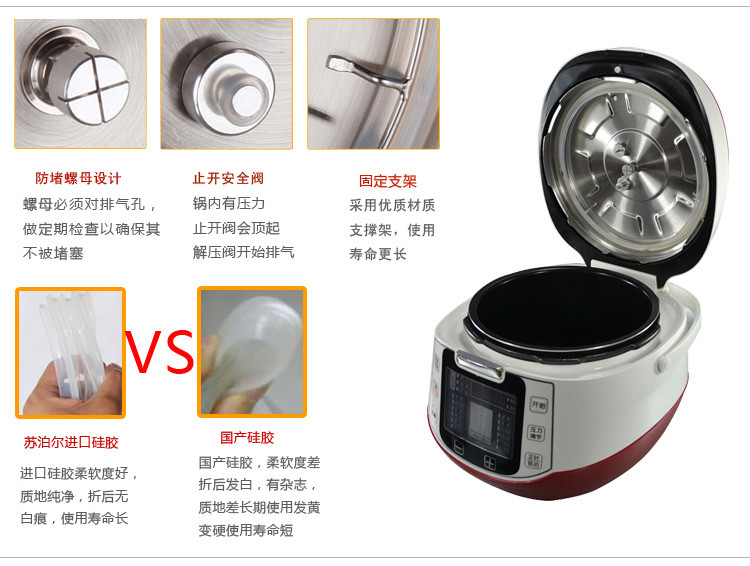 防堵螺母设计
螺母必须对排气孔，
做定期检查以确保其
不被堵塞
止开安全阀
锅内有压力
止开阀会顶起
解压阀开始排气
固定支架
采用优质材质
支撑架，使用
寿命更长
VS
苏泊尔进口硅胶
进口硅胶柔软度好，
质地纯净，折后无
白痕，使用寿命长
国产硅胶
国产硅胶，柔软度差
折后发白，有杂志，
质地差长期使用发黄
变硬使用寿命短
开始
压力
调节
定时
预约